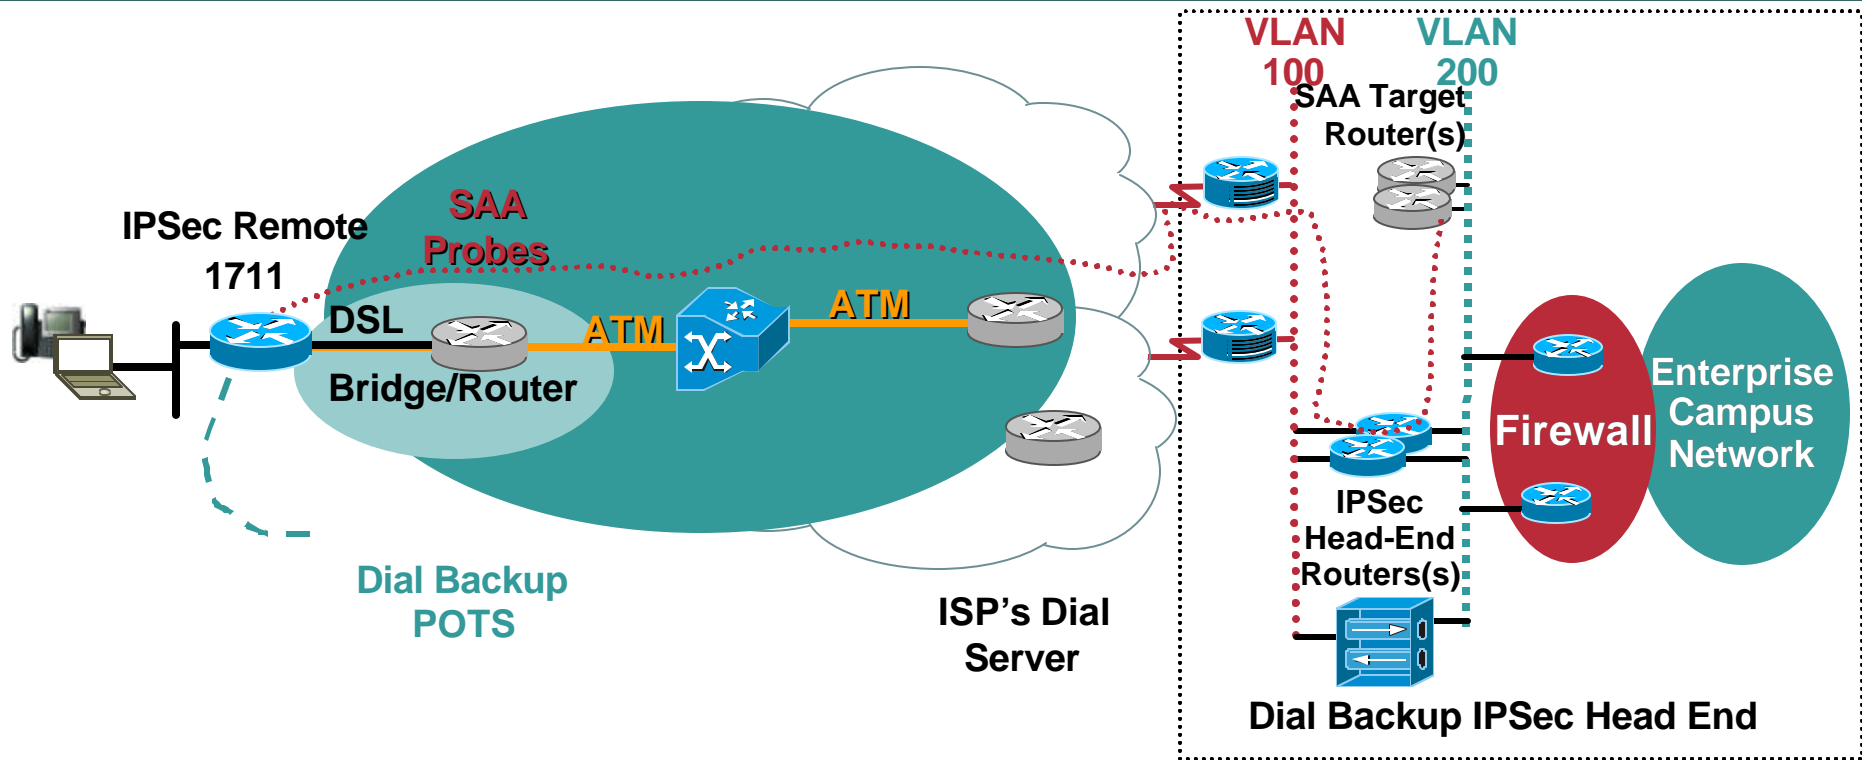 VLAN
100
VLAN
200
SAA Target
Router(s)
SAA
Probes
IPSec Remote
1711
DSL
ATM
ATM
Bridge/Router
Enterprise
Campus
Network
Firewall
IPSec
Head-End
Routers(s)
Dial Backup
POTS
ISP's Dial
Server
Dial Backup IPSec Head End